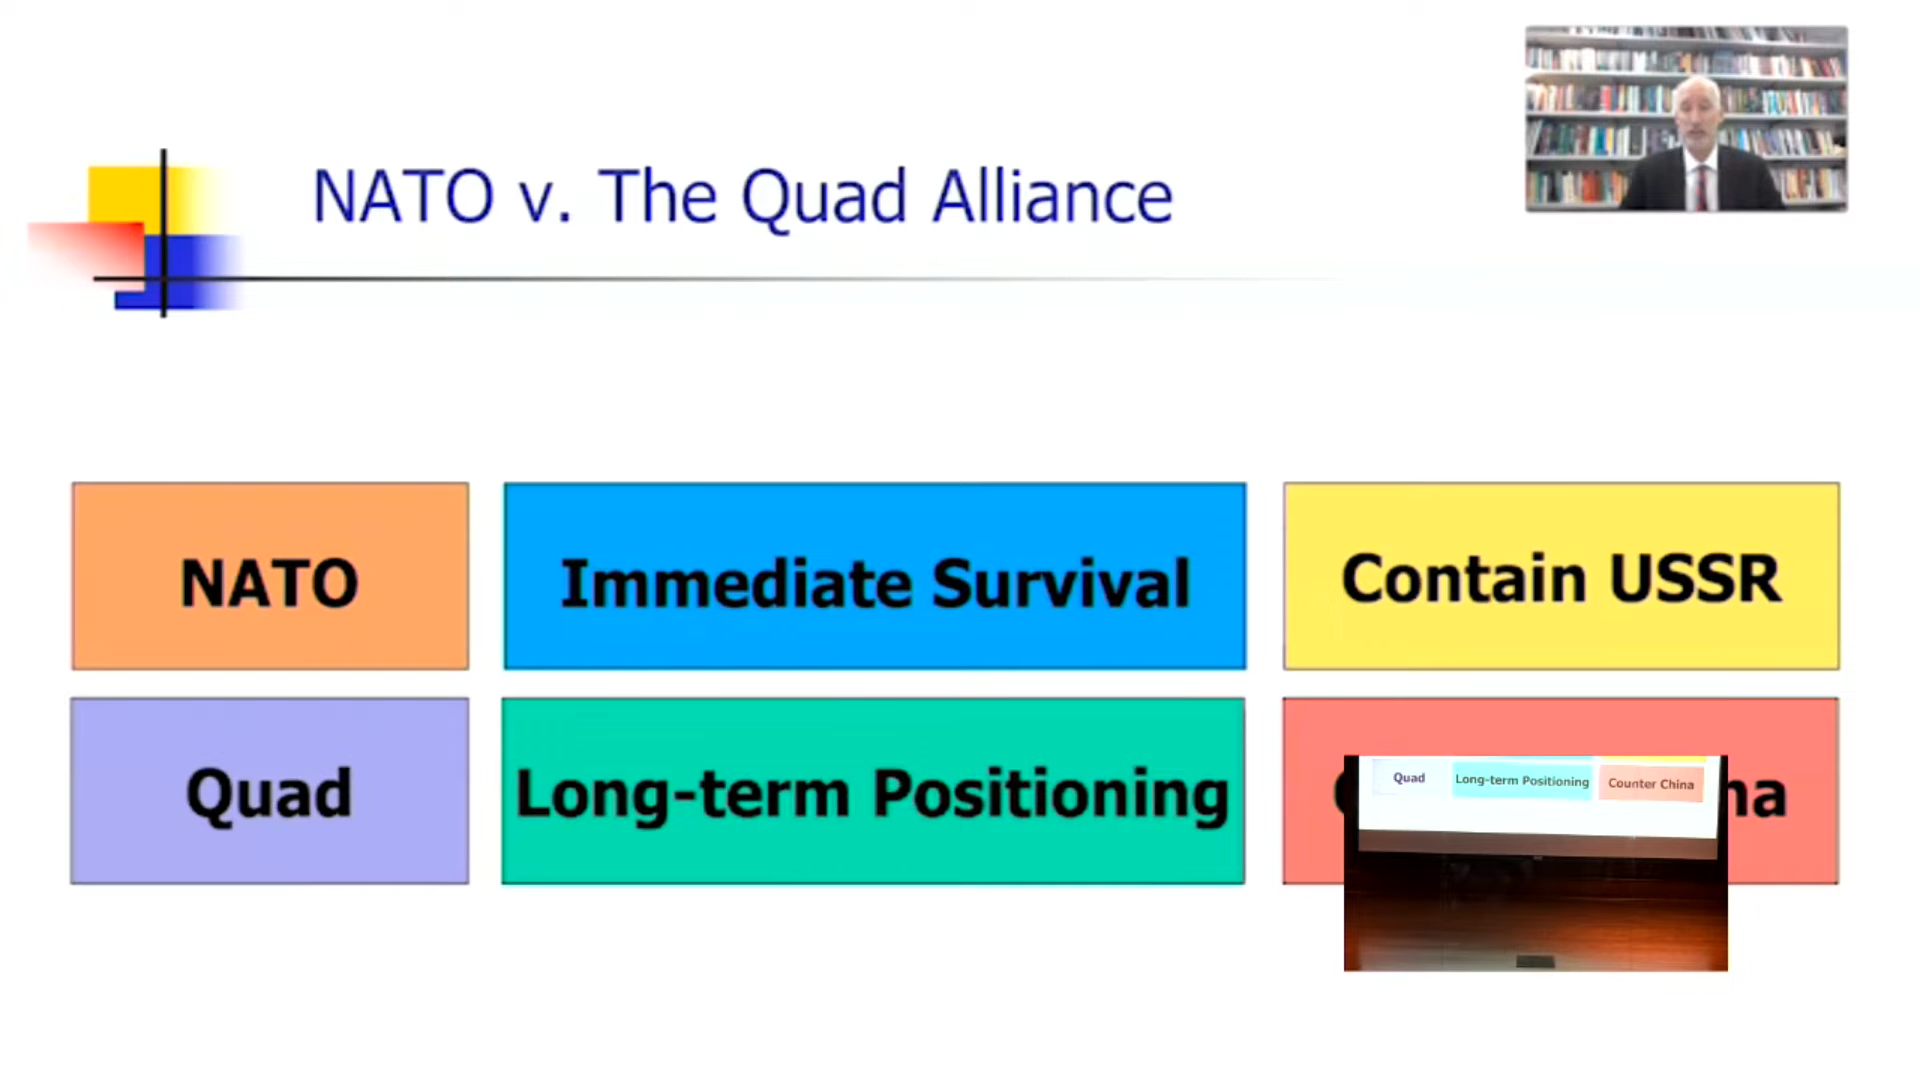 NATO v. The Quad Alliance
NATO
Immediate Survival
Contain USSR
Quad
Long-term Positioning
na
Quad
Long-term Positioning
Counter China